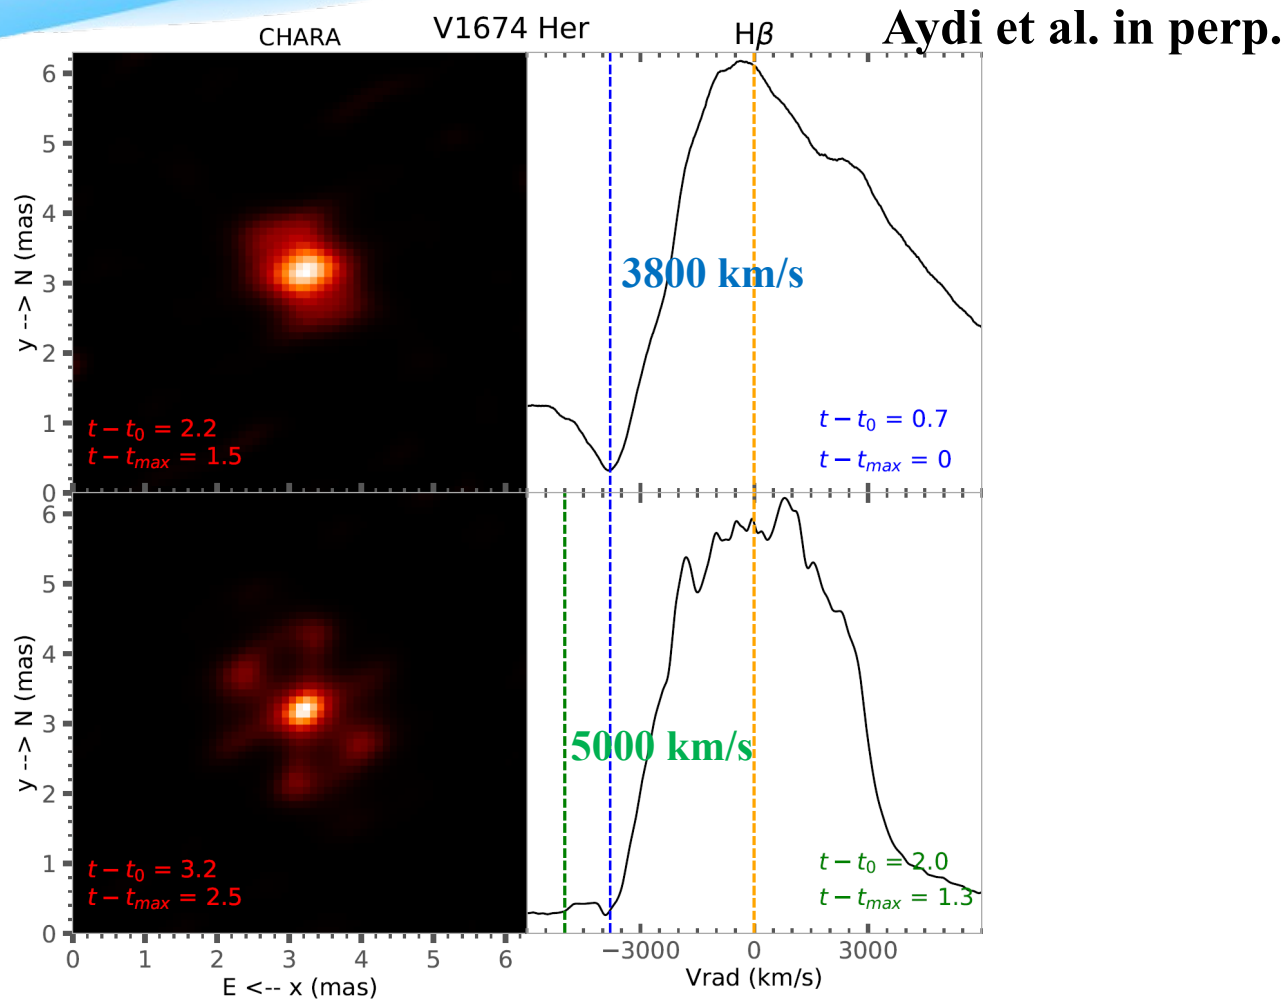 CHARA
V1674 Her
Hβ
Aydi et al. in perp.
6
5
4
3
2
1
0
y --> N (mas)
t − t0 = 2.2
t − tmax = 1.5
3800 km/s
t − t0 = 0.7
t − tmax = 0
6
5
4
3
2
1
0
y --> N (mas)
t − t0 = 3.2
t − tmax = 2.5
5000 km/s
t − t0 = 2.0
t − tmax = 1.3
0 1 2 3 4 5 6
E <-- x (mas)
−3000 0 3000
Vrad (km/s)